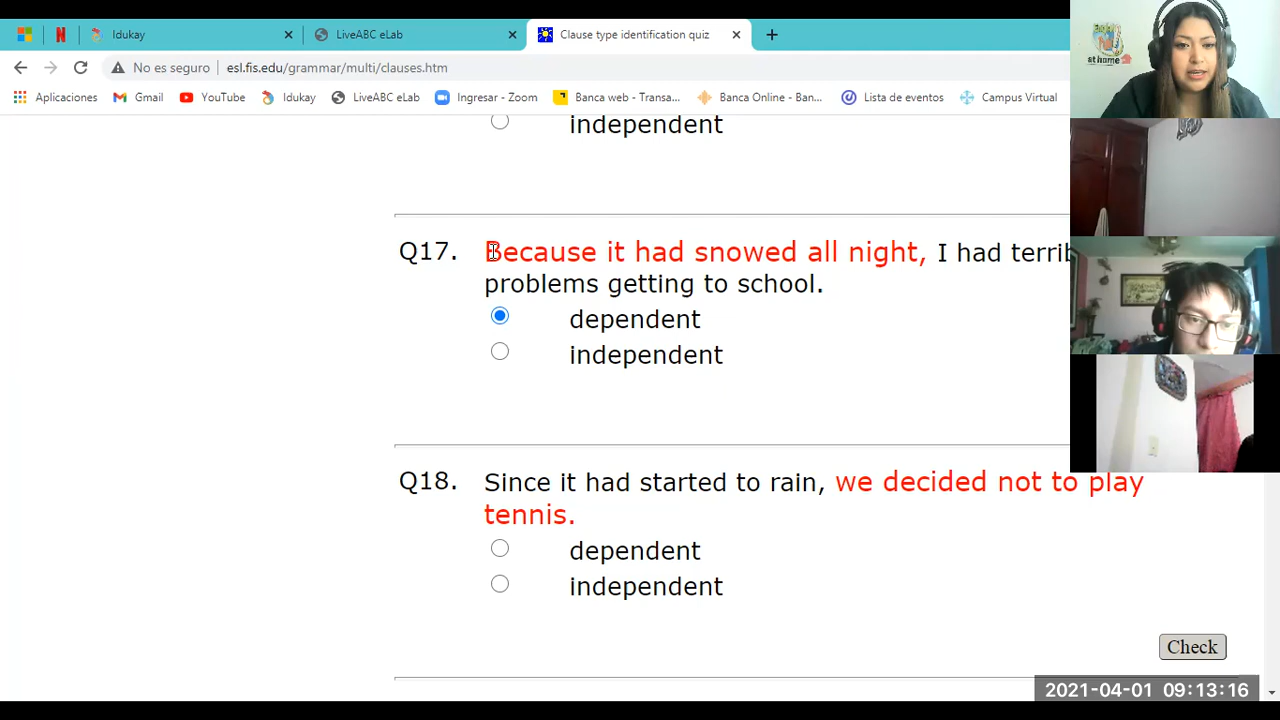 Idukay
LiveABC eLab
Clause type identification quiz
No es seguro
esl.fis.edu/grammar/multi/clauses.htm
Aplicaciones
Gmail
YouTube
Idukay
LiveABC eLab
Ingresar - Zoom
Banca web - Transa...
Banca Online - Ban...
Lista de eventos
Campus Virtual
at home
independent
Q17. Because it had snowed all night, I had terrib
problems getting to school.
dependent
independent
Q18. Since it had started to rain, we decided not to play
tennis.
dependent
independent
Check
2021-04-01 09:13:16